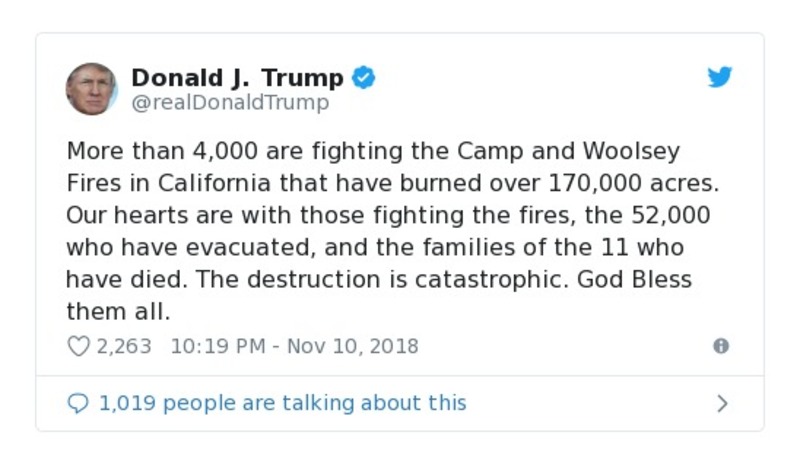 Donald J. Trump
@realDonaldTrump
More than 4,000 are fighting the Camp and Woolsey
Fires in California that have burned over 170,000 acres.
Our hearts are with those fighting the fires, the 52,000
who have evacuated, and the families of the 11 who
have died. The destruction is catastrophic. God Bless
them all.
2,263 10:19 PM - Nov 10, 2018
1,019 people are talking about this